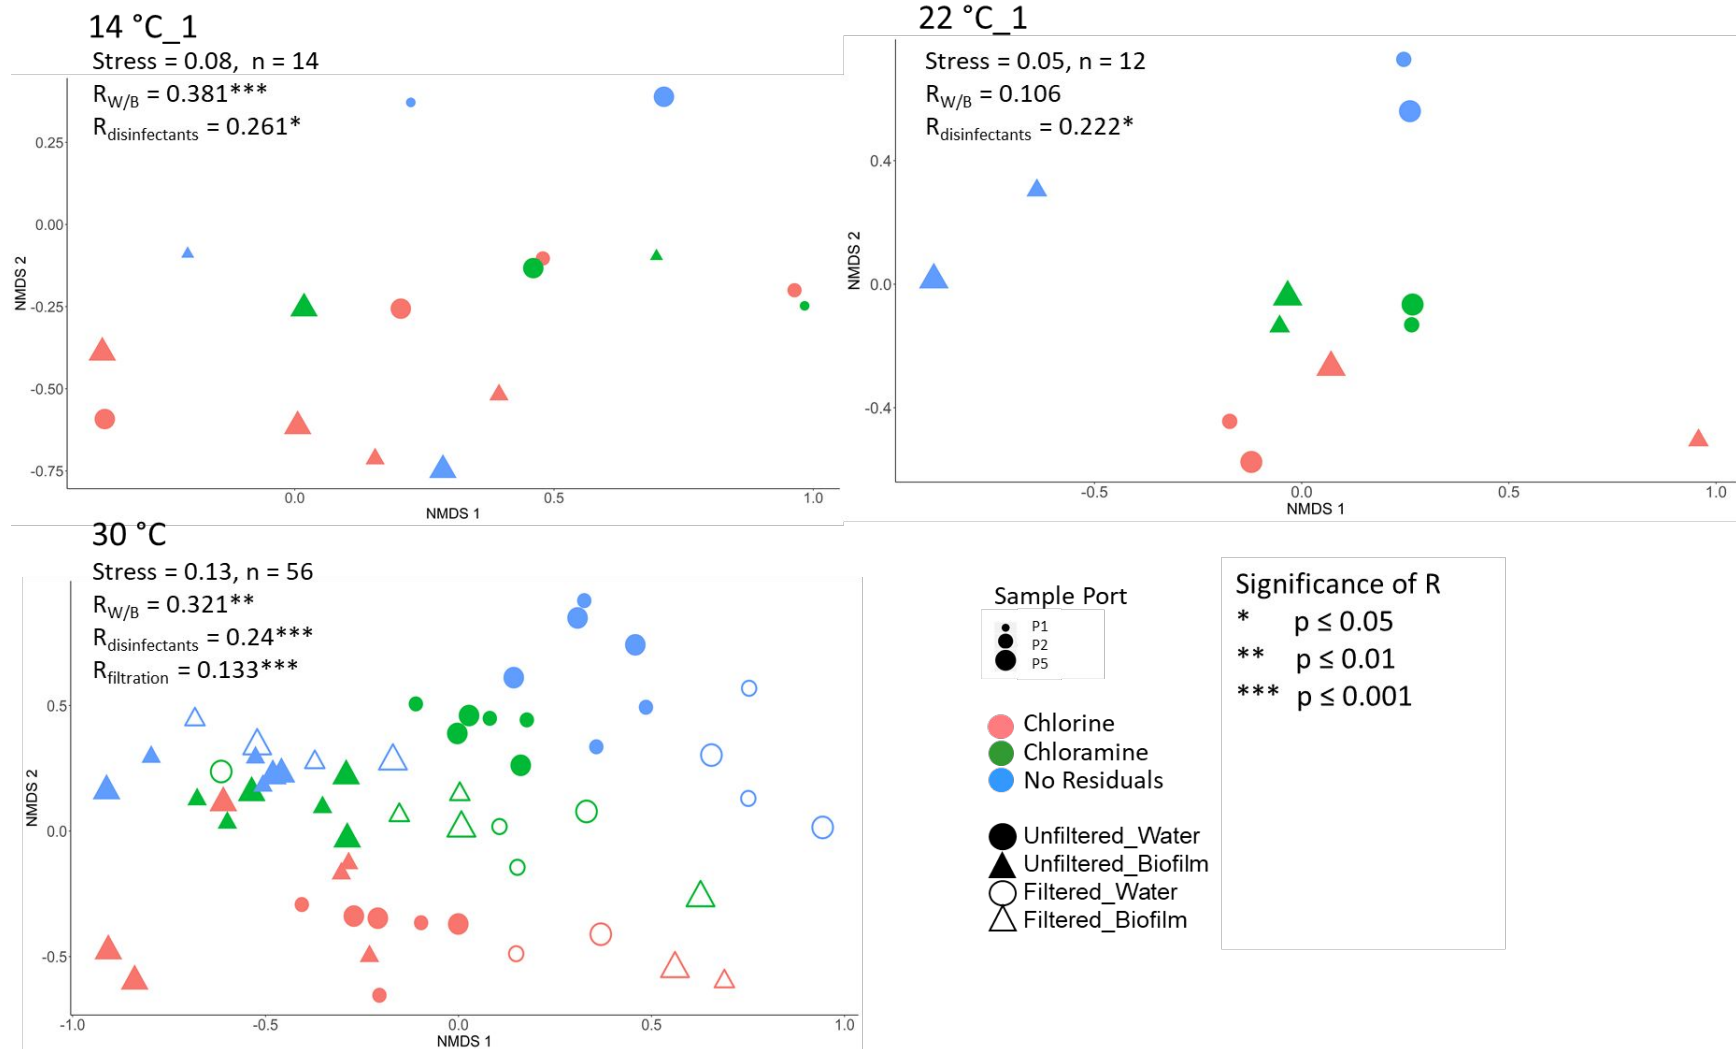 14 °C_1
Stress = 0.08, n = 14
RW/B = 0.381***
Rdisinfectants = 0.261*
0.25
0.00
-0.25
-0.50
-0.75
NMDS 2
0.0
0.5
1.0
NMDS 1
22 °C_1
Stress = 0.05, n = 12
RW/B = 0.106
Rdisinfectants = 0.222*
0.4
0.0
-0.4
NMDS 2
-0.5
0.0
0.5
1.0
NMDS 1
30 °C
Stress = 0.13, n = 56
RW/B = 0.321**
Rdisinfectants = 0.24***
Rfiltration = 0.133***
0.5
0.0
-0.5
NMDS 2
-1.0
-0.5
0.0
0.5
1.0
NMDS 1
Sample Port
P1
P2
P5
Chlorine
Chloramine
No Residuals
Unfiltered_Water
Unfiltered_Biofilm
Filtered_Water
Filtered_Biofilm
Significance of R
* p ≤ 0.05
** p ≤ 0.01
*** p ≤ 0.001